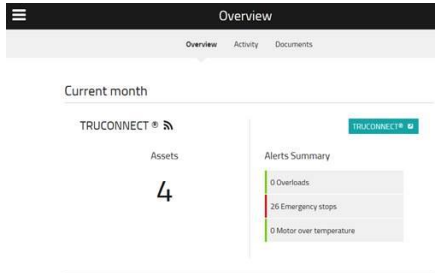 Overview
Overview Activity Documents
Current month
TRUCONNECT ®
TRUCONNECT®
Assets
4
Alerts Summary
0 Overloads
26 Emergency stops
0 Motor over temperature